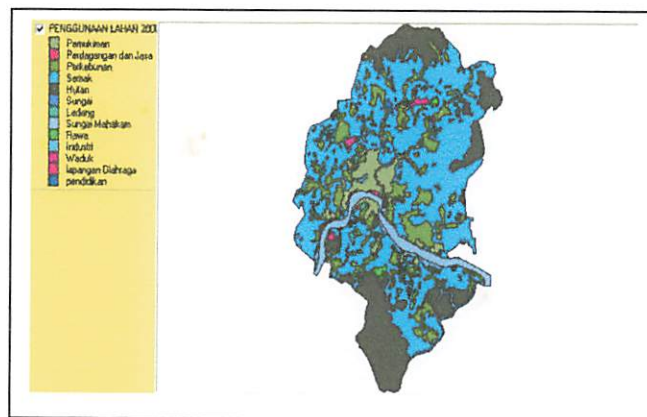 PENGGUNAAN LAHAN 200
Pemukiman
Perdagangan dan Jasa
Perkebunan
Semak
Hutan
Sungai
Ladang
Sungai Mahakam
Rawa
Industri
Waduk
lapangan Olahraga
pendidikan